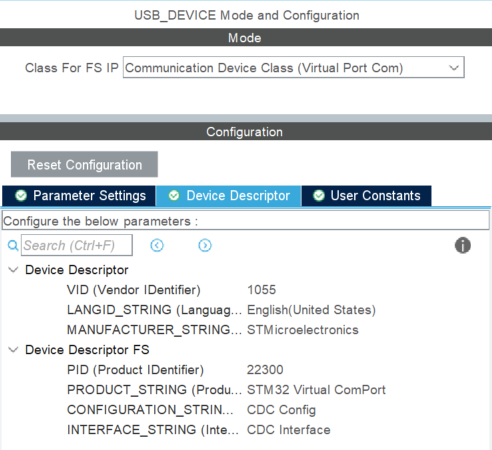 USB_DEVICE Mode and Configuration
Mode
Class For FS IP Communication Device Class (Virtual Port Com)
Configuration
Reset Configuration
Parameter Settings Device Descriptor User Constants
Configure the below parameters :
Search (Ctrl+F)
Device Descriptor
VID (Vendor IDentifier) 1055
LANGID_STRING (Languag... English(United States)
MANUFACTURER_STRING... STMicroelectronics
Device Descriptor FS
PID (Product IDentifier) 22300
PRODUCT_STRING (Produ... STM32 Virtual ComPort
CONFIGURATION_STRIN... CDC Config
INTERFACE_STRING (Inte... CDC Interface